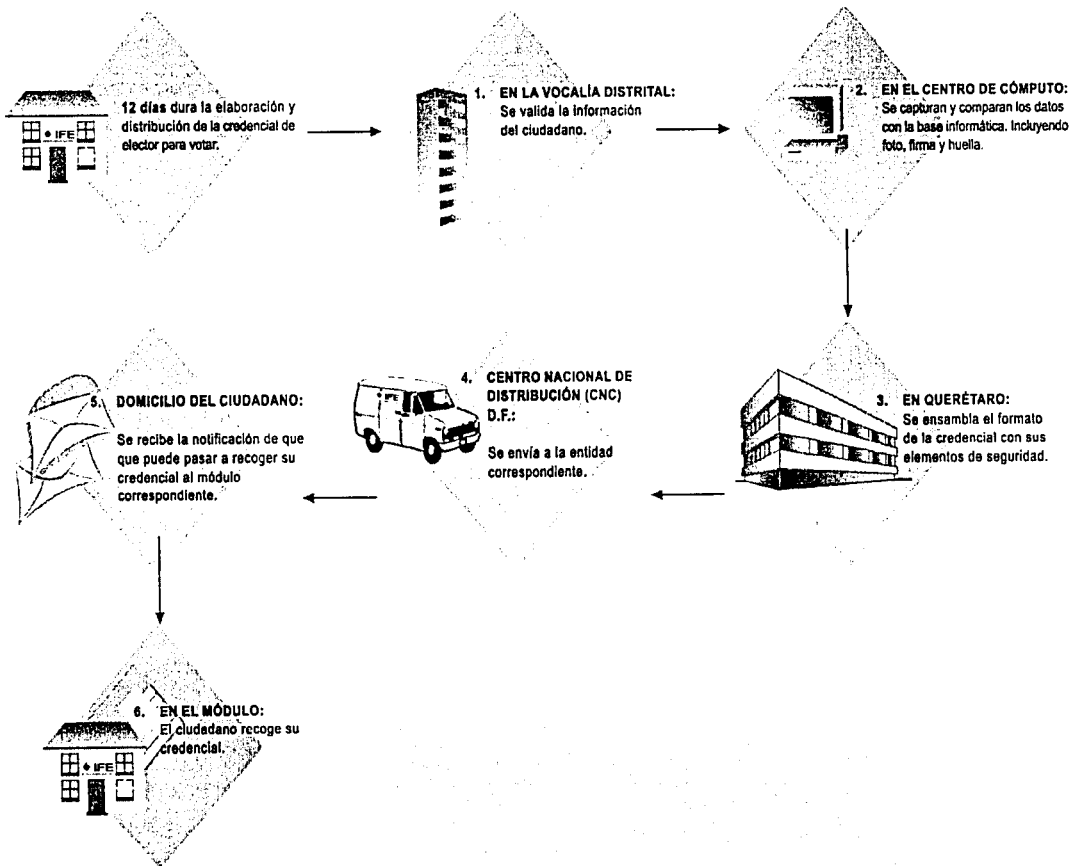 12 días dura la elaboración y
distribución de la credencial de
elector para votar.
IFE
1. EN LA VOCALÍA DISTRITAL:
Se valida la información
del ciudadano.
2. EN EL CENTRO DE CÓMPUTO:
Se capturan y comparan los datos
con la base informática. Incluyendo
foto, firma y huella.
3. EN QUERÉTARO:
Se ensambla el formato
de la credencial con sus
elementos de seguridad.
4. CENTRO NACIONAL DE
DISTRIBUCIÓN (CNC)
D.F.:
Se envía a la entidad
correspondiente.
IFE
5. DOMICILIO DEL CIUDADANO:
Se recibe la notificación de que
que puede pasar a recoger su
credencial al módulo
correspondiente.
6. EN EL MÓDULO:
El ciudadano recoge su
credencial.
IFE